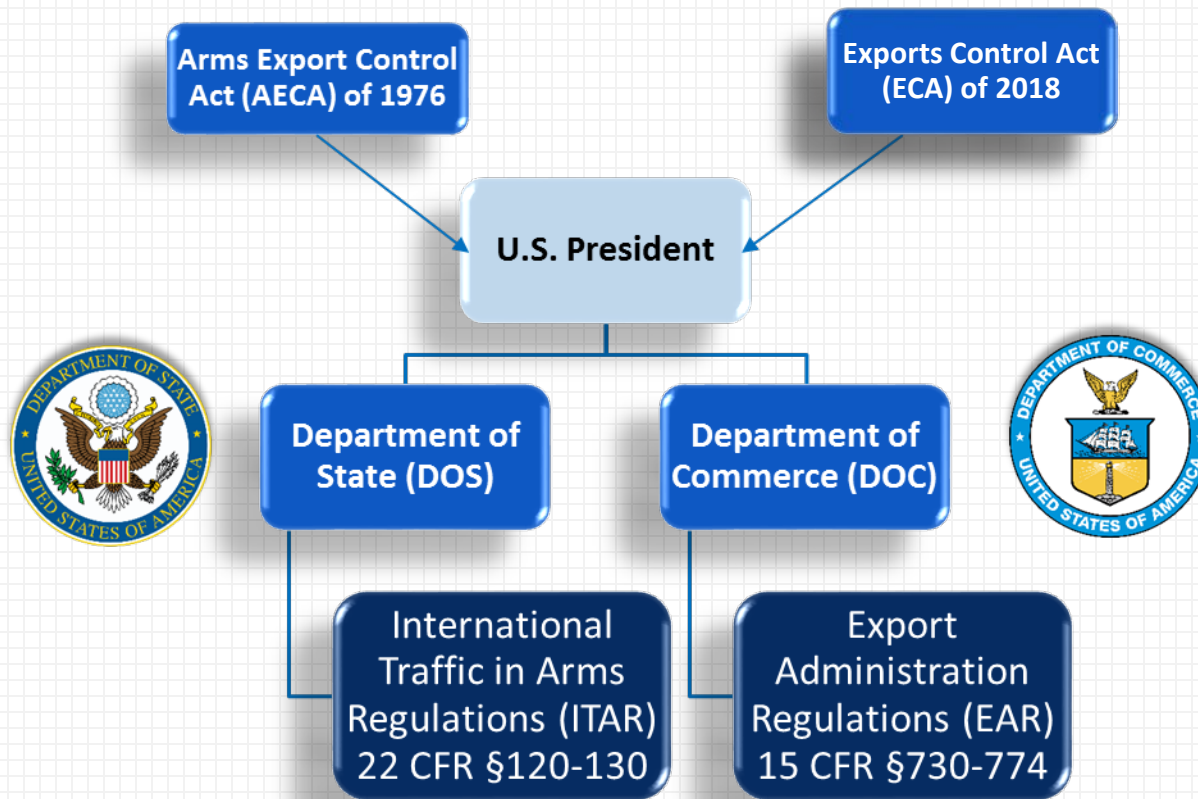 Arms Export Control
Act (AECA) of 1976
Exports Control Act
(ECA) of 2018
U.S. President
DEPARTMENT OF STATE
UNITED STATES OF AMERICA
Department of
State (DOS)
Department of
Commerce (DOC)
DEPARTMENT OF COMMERCE
UNITED STATES OF AMERICA
International
Traffic in Arms
Regulations (ITAR)
22 CFR §120-130
Export
Administration
Regulations (EAR)
15 CFR §730-774